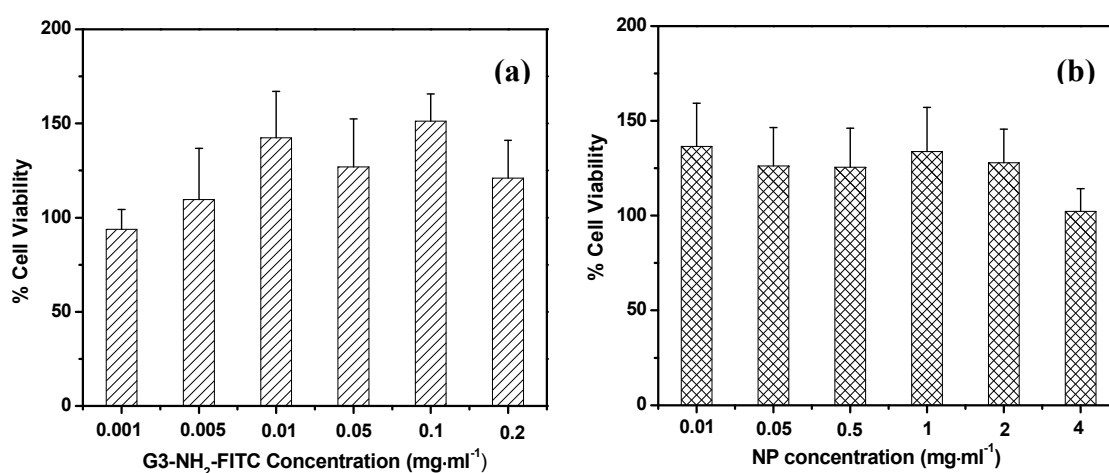 200
150
100
50
0
% Cell Viability
(a)
0.001 0.005 0.01 0.05 0.1 0.2
G3-NH₂-FITC Concentration (mg·ml⁻¹)
200
150
100
50
0
% Cell Viability
(b)
0.01 0.05 0.5 1 2 4
NP concentration (mg·ml⁻¹)